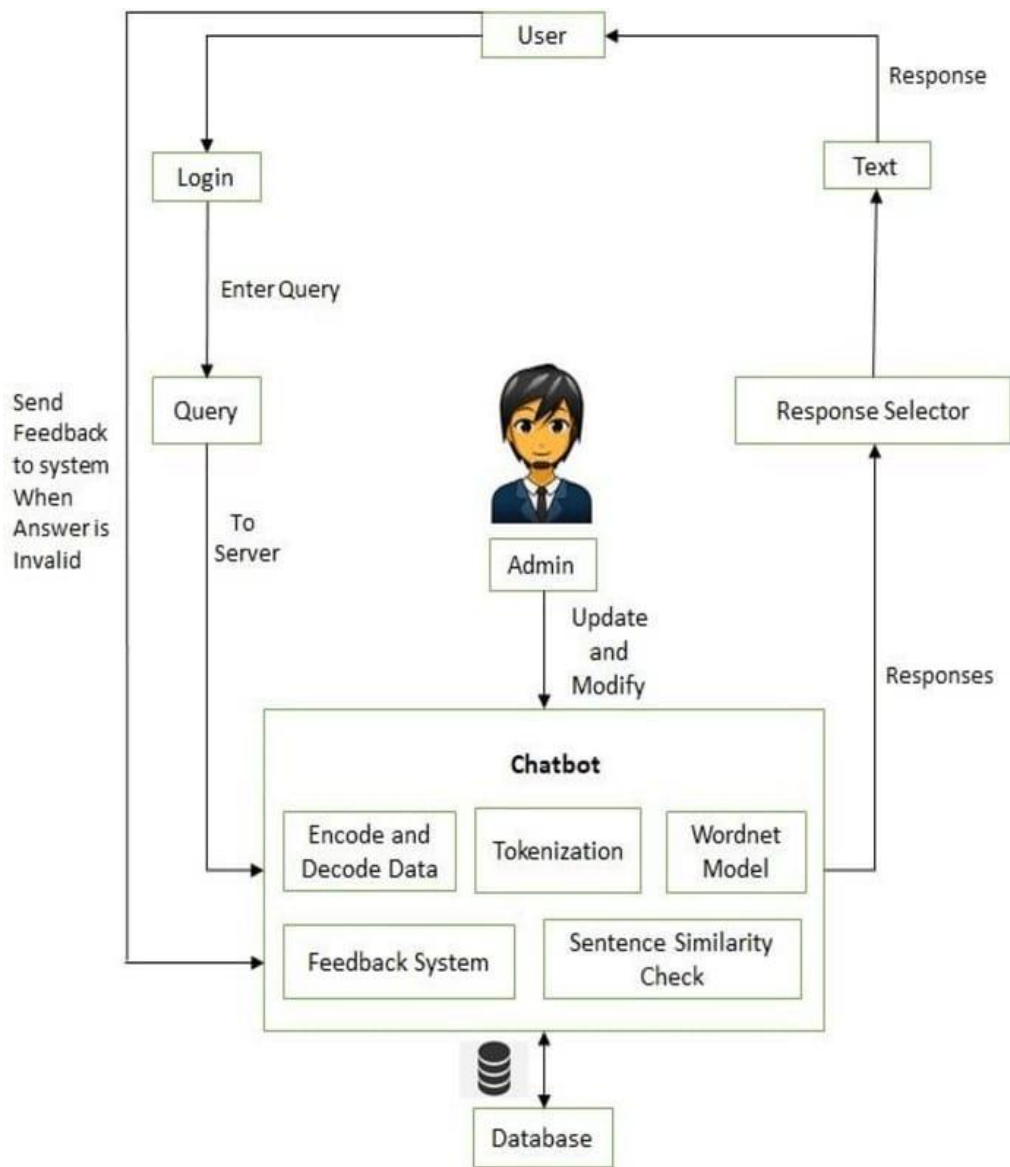 User
Response
Login
Text
Enter Query
Query
Response Selector
Send
Feedback
to system
When
Answer is
Invalid
To
Server
Admin
Update
and
Modify
Responses
Chatbot
Encode and
Decode Data
Tokenization
Wordnet
Model
Feedback System
Sentence Similarity
Check
Database